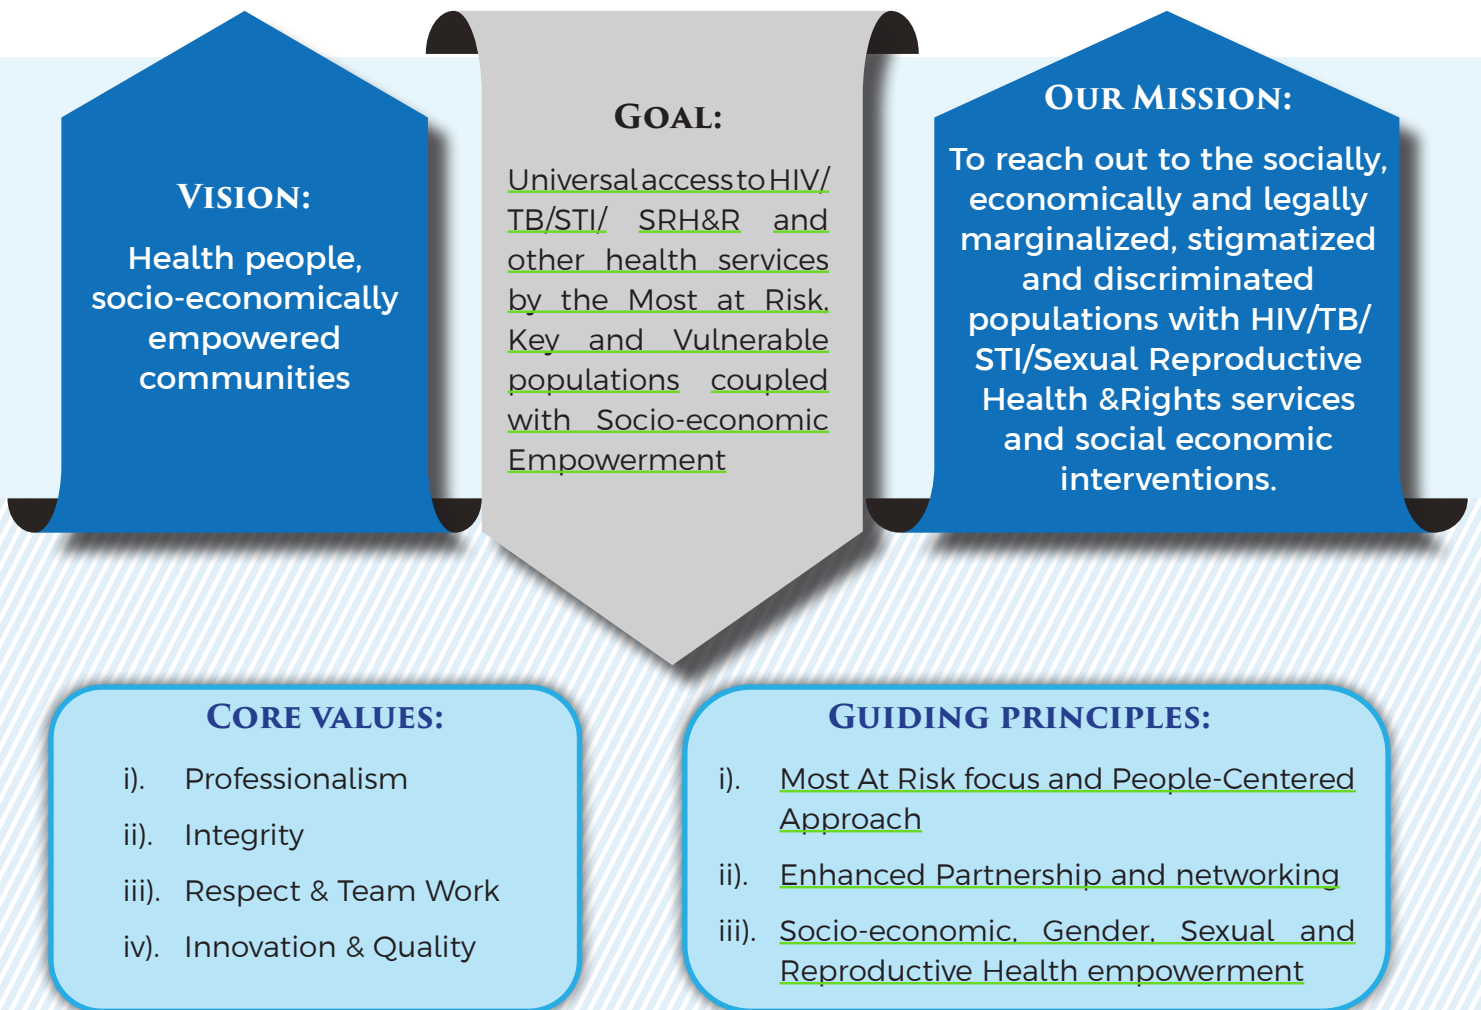 VISION:
Health people,
socio-economically
empowered
communities
GOAL:
Universal access to HIV/
TB/STI/ SRH&R and
other health services
by the Most at Risk,
Key and Vulnerable
populations coupled
with Socio-economic
Empowerment
OUR MISSION:
To reach out to the socially,
economically and legally
marginalized, stigmatized
and discriminated
populations with HIV/TB/
STI/Sexual Reproductive
Health &Rights services
and social economic
interventions.
CORE VALUES:
i). Professionalism
ii). Integrity
iii). Respect & Team Work
iv). Innovation & Quality
GUIDING PRINCIPLES:
i). Most At Risk focus and People-Centered
Approach
ii). Enhanced Partnership and networking
iii). Socio-economic, Gender, Sexual and
Reproductive Health empowerment